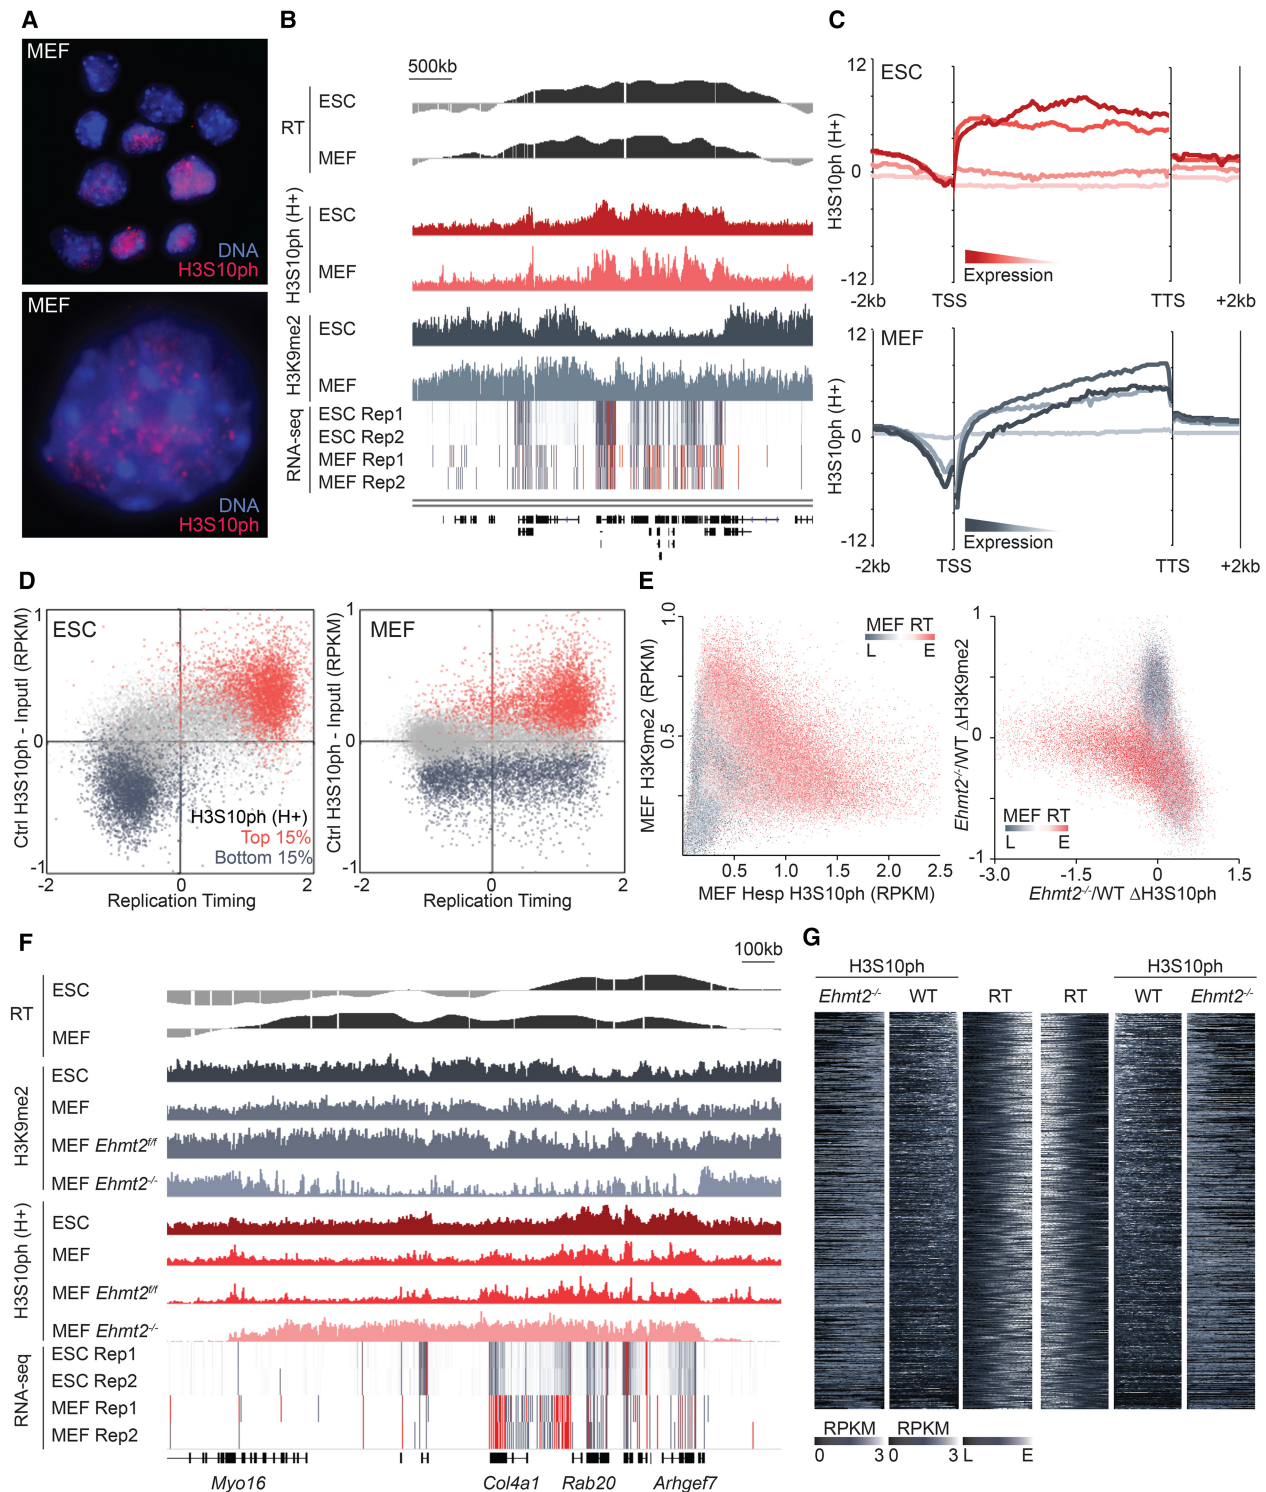 A
MEF
DNA
H3S10ph
MEF
DNA
H3S10ph
B
500kb
RT
ESC
MEF
H3S10ph (H+)
ESC
MEF
H3K9me2
ESC
MEF
RNA-seq
ESC Rep1
ESC Rep2
MEF Rep1
MEF Rep2
C
ESC
12
0
-12
H3S10ph (H+)
Expression
-2kb TSS TTS +2kb
MEF
12
0
-12
H3S10ph (H+)
Expression
-2kb TSS TTS +2kb
D
ESC
1
0
-1
Ctrl H3S10ph - Inputl (RPKM)
H3S10ph (H+)
Top 15%
Bottom 15%
-2 0 2
Replication Timing
MEF
1
0
-1
Ctrl H3S10ph - Inputl (RPKM)
-2 0 2
Replication Timing
E
1.0
0.5
MEF H3K9me2 (RPKM)
MEF RT
L E
0.5 1.0 1.5 2.0 2.5
MEF Hesp H3S10ph (RPKM)
1
0
-1
Ehmt2-/-/WT ΔH3K9me2
MEF RT
L E
-3.0 -1.5 0 1.5
Ehmt2-/-/WT ΔH3S10ph
F
100kb
RT
ESC
MEF
H3K9me2
ESC
MEF
MEF Ehmt2f/f
MEF Ehmt2-/-
H3S10ph (H+)
ESC
MEF
MEF Ehmt2f/f
MEF Ehmt2-/-
RNA-seq
ESC Rep1
ESC Rep2
MEF Rep1
MEF Rep2
Myo16 Col4a1 Rab20 Arhgef7
G
H3S10ph H3S10ph
Ehmt2-/- WT RT RT WT Ehmt2-/-
RPKM RPKM
0 3 0 3 L E